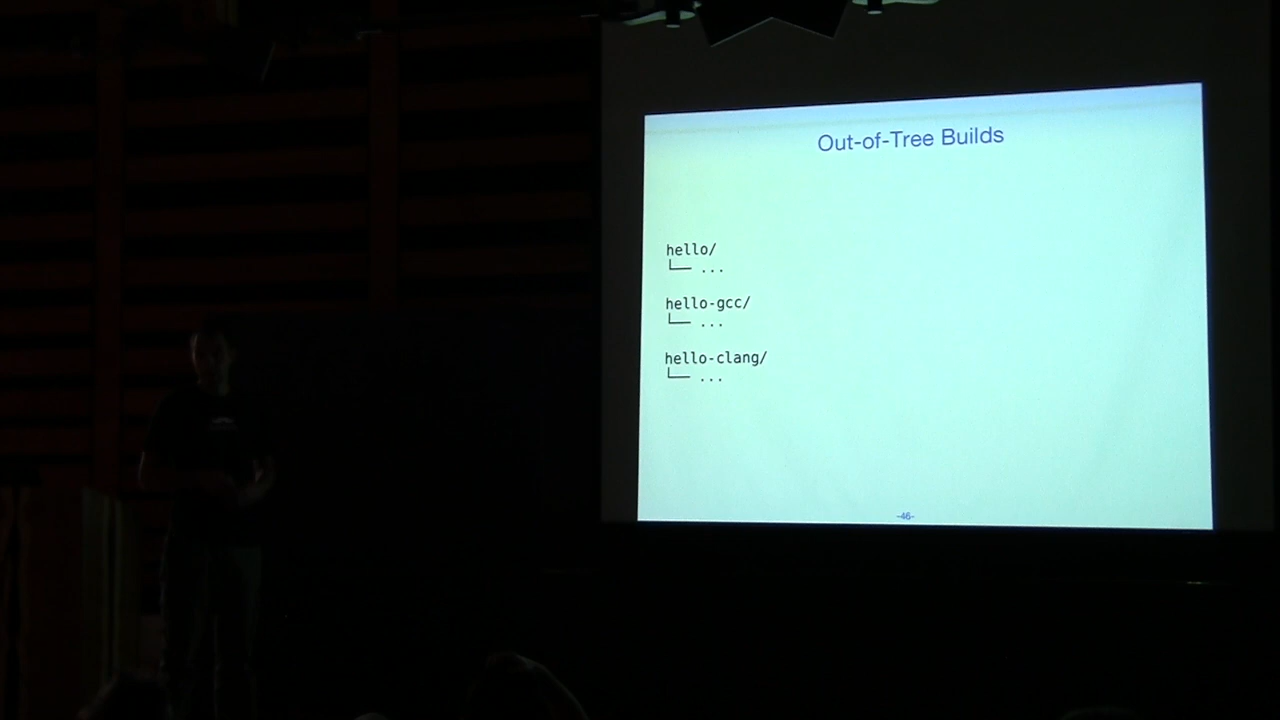 Out-of-Tree Builds
hello/
└── ...
hello-gcc/
└── ...
hello-clang/
└── ...
-46-